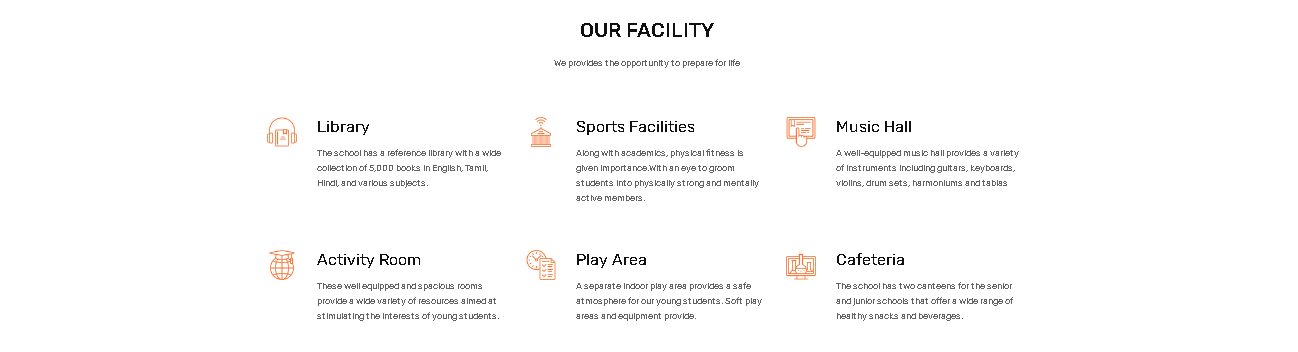 OUR FACILITY
We provides the opportunity to prepare for life
Library
The school has a reference library with a wide
collection of 5,000 books in English, Tamil,
Hindi, and various subjects.
Sports Facilities
Along with academics, physical fitness is
given importance.With an eye to groom
students into physically strong and mentally
active members.
Music Hall
A well-equipped music hall provides a variety
of instruments including guitars, keyboards,
violins, drum sets, harmoniums and tablas
Activity Room
These well equipped and spacious rooms
provide a wide variety of resources aimed at
stimulating the interests of young students.
Play Area
A separate indoor play area provides a safe
atmosphere for our young students. Soft play
areas and equipment provide.
Cafeteria
The school has two canteens for the senior
and junior schools that offer a wide range of
healthy snacks and beverages.